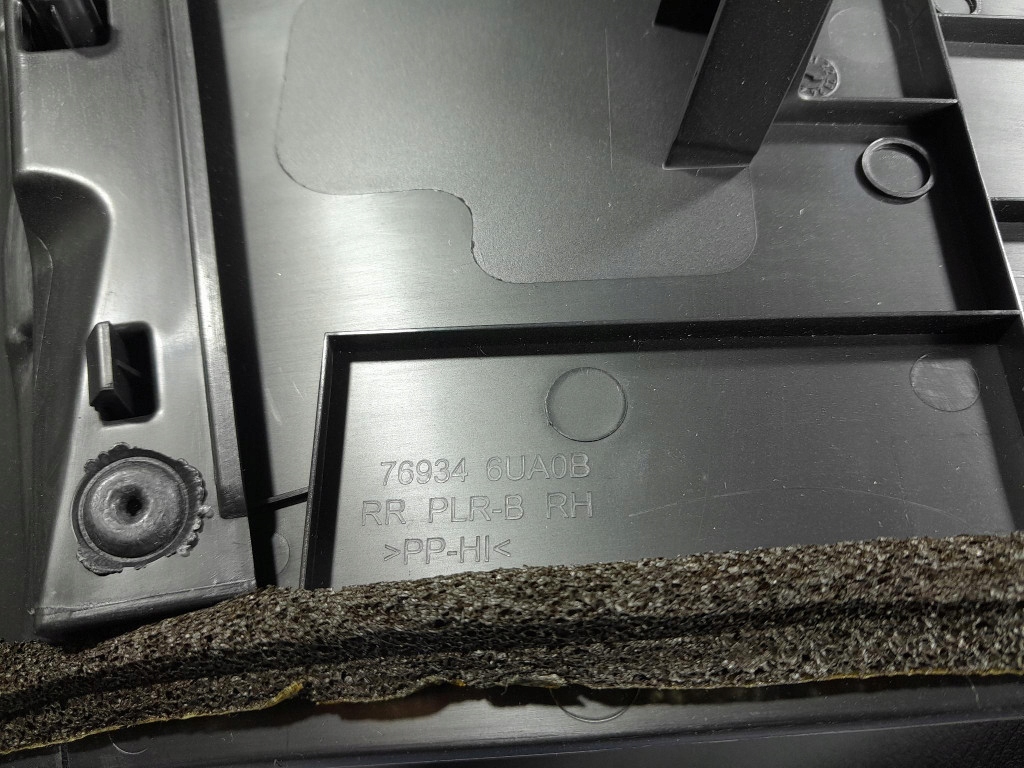 76934 6UA0B
RR PLR-B RH
>PP-HI<